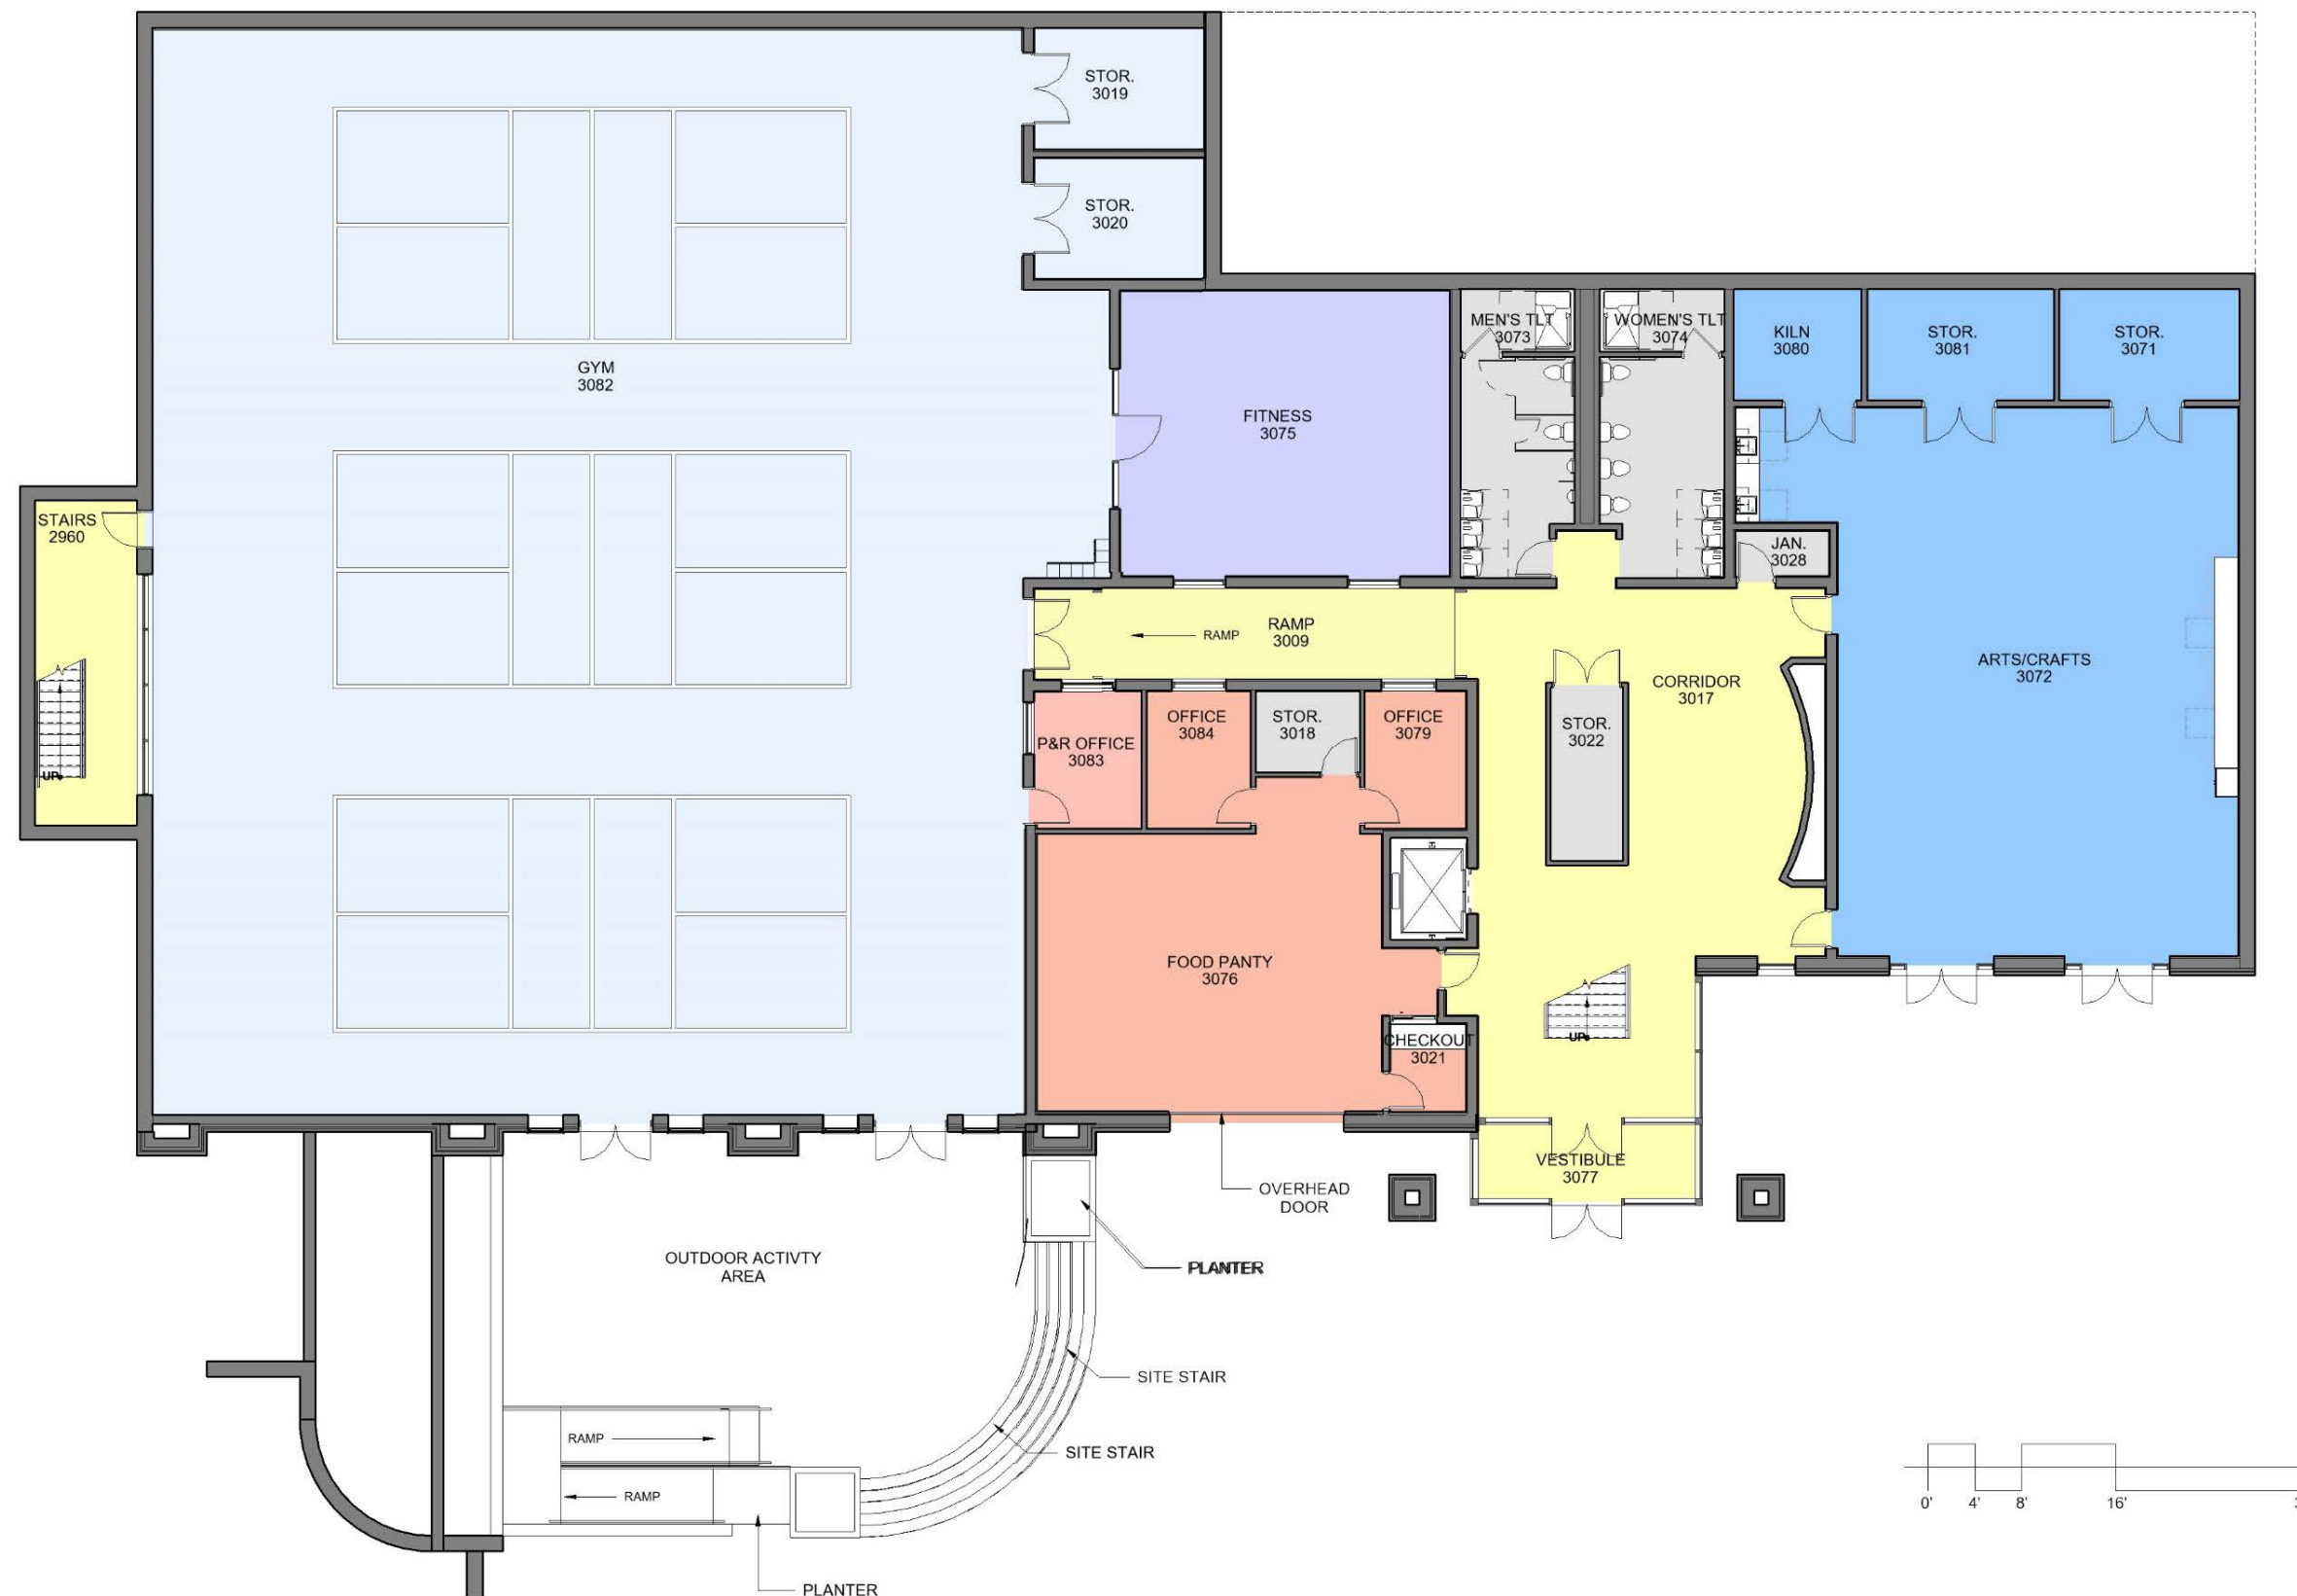 STOR.
3019
STOR.
3020
GYM
3082
FITNESS
3075
MEN'S TLT
3073
WOMEN'S TLT
3074
KILN
3080
STOR.
3081
STOR.
3071
STAIRS
2960
UP
JAN.
3028
RAMP
RAMP
3009
CORRIDOR
3017
ARTS/CRAFTS
3072
P&R OFFICE
3083
OFFICE
3084
STOR.
3018
OFFICE
3079
STOR.
3022
FOOD PANTY
3076
CHECKOUT
3021
UP
VESTIBULE
3077
OVERHEAD
DOOR
PLANTER
OUTDOOR ACTIVTY
AREA
SITE STAIR
SITE STAIR
RAMP
RAMP
PLANTER
0' 4' 8' 16'